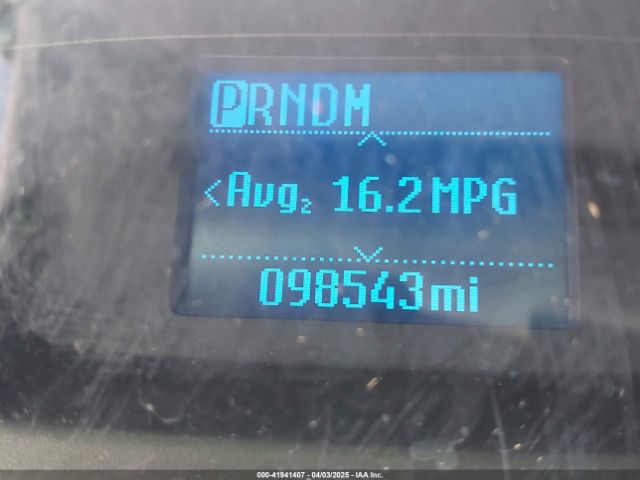 PRNDM
<Avg₂ 16.2 MPG
098543mi
000-41941407 - 04/03/2025 - IAA Inc.